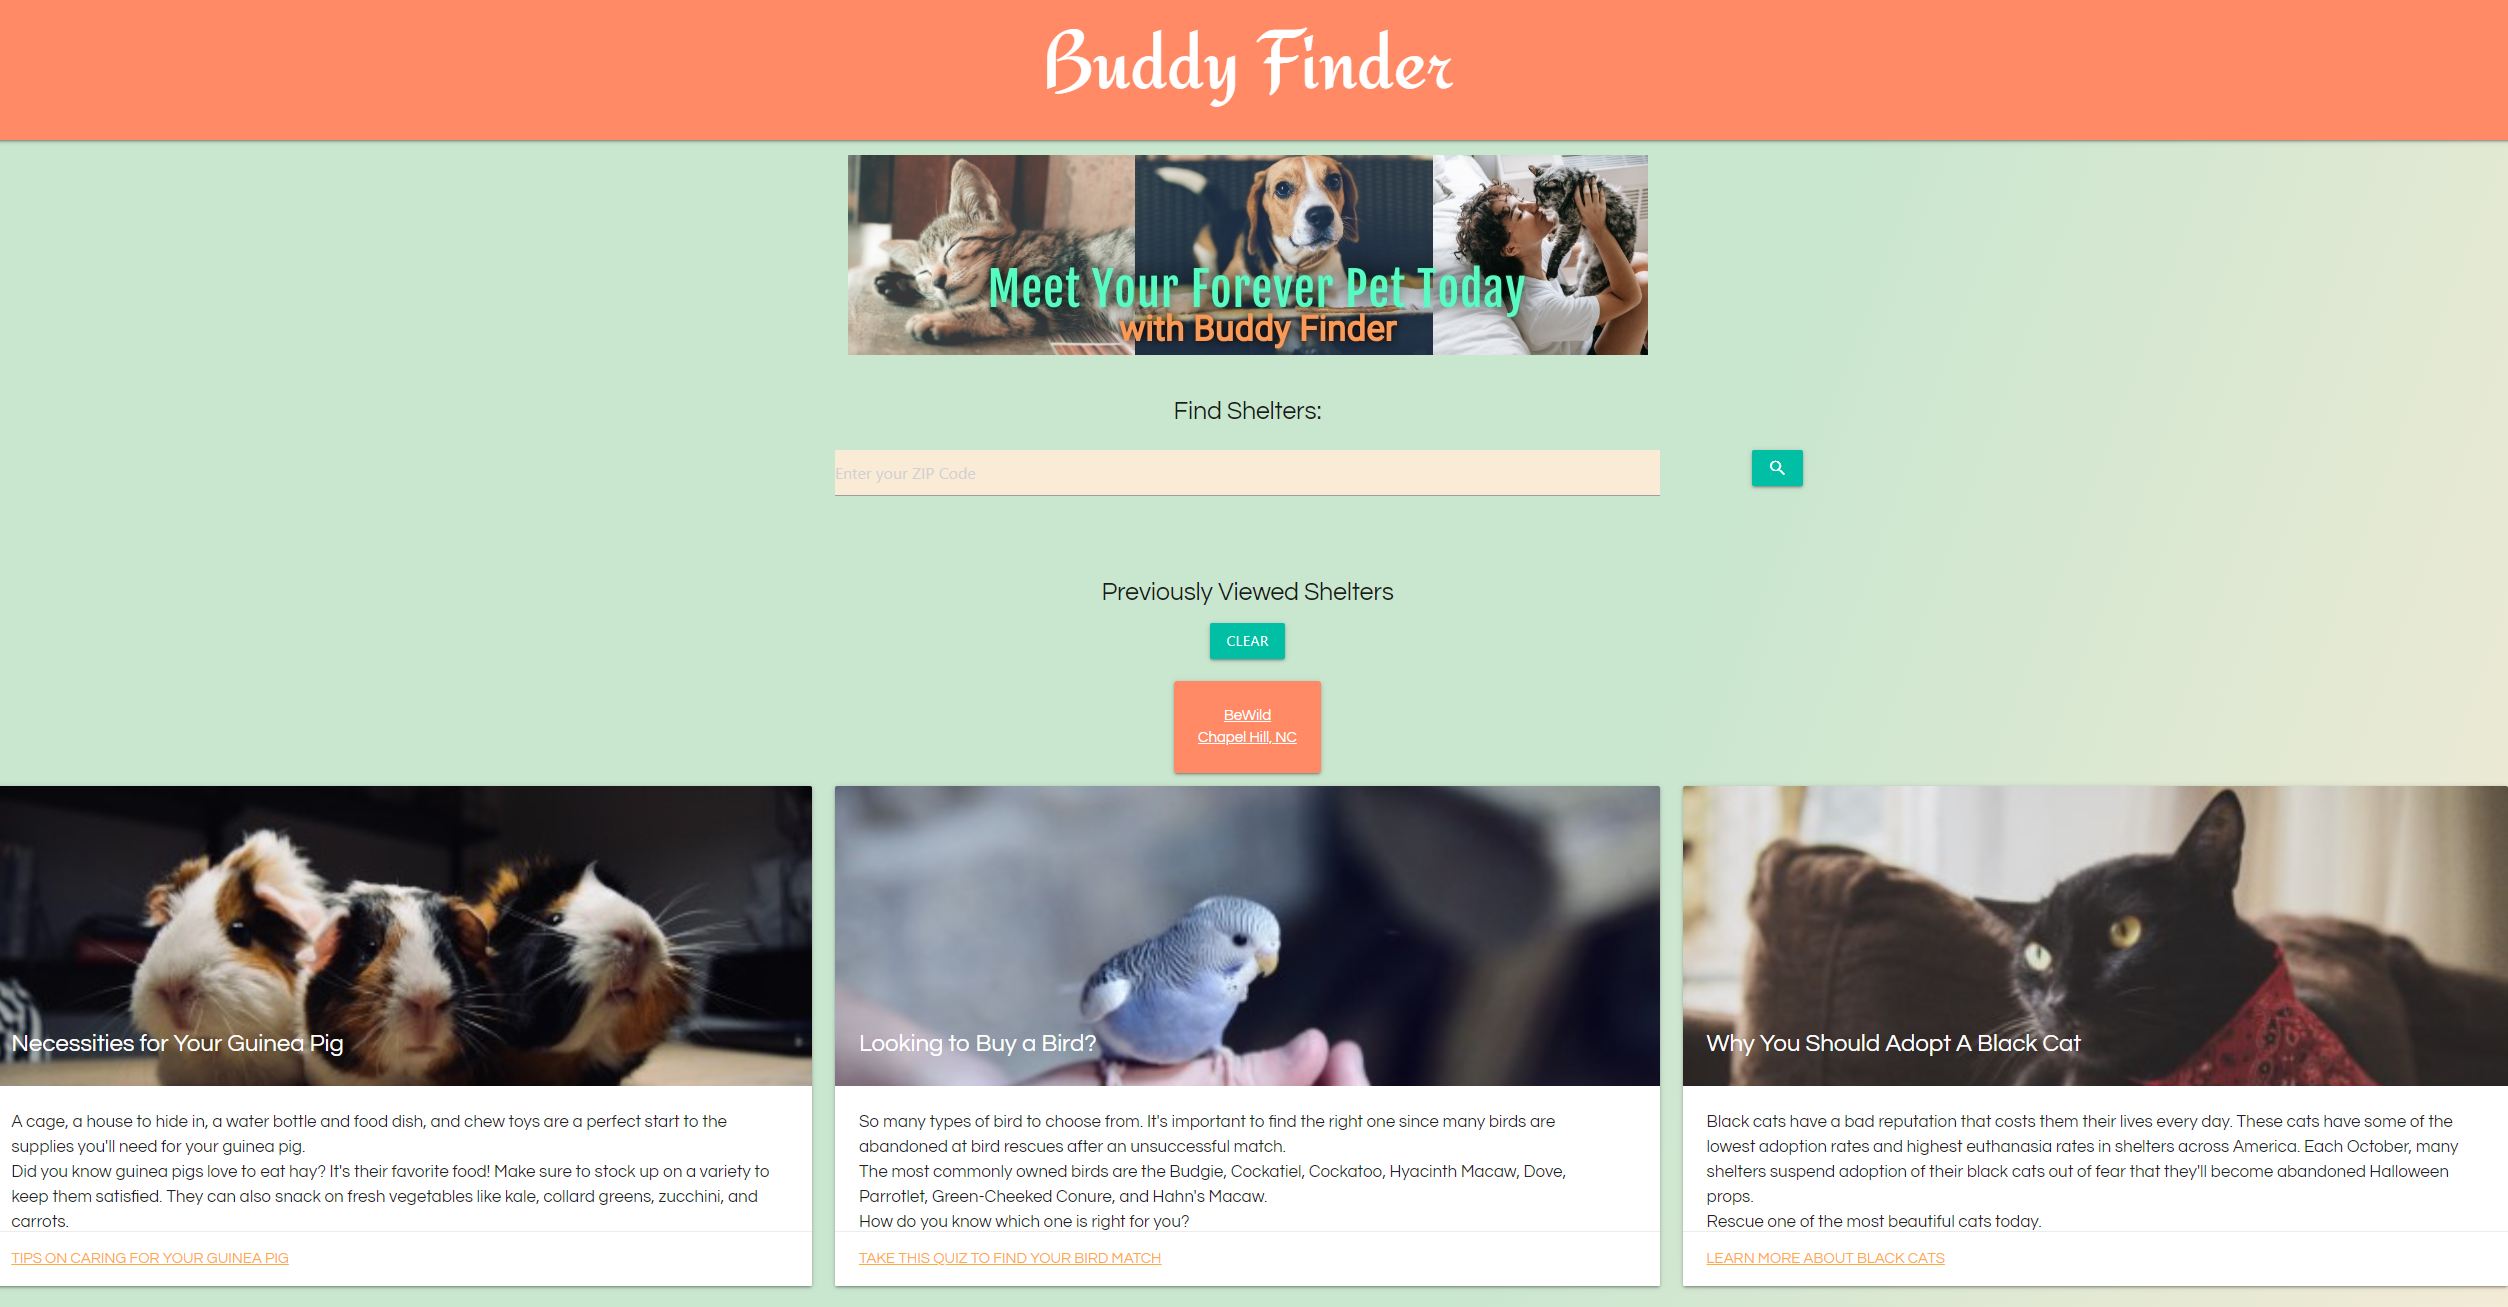 Buddy Finder
Meet Your Forever Pet Today
with Buddy Finder
Find Shelters:
Enter your ZIP Code
Previously Viewed Shelters
CLEAR
BeWild
Chapel Hill, NC
Necessities for Your Guinea Pig
A cage, a house to hide in, a water bottle and food dish, and chew toys are a perfect start to the
supplies you'll need for your guinea pig.
Did you know guinea pigs love to eat hay? It's their favorite food! Make sure to stock up on a variety to
keep them satisfied. They can also snack on fresh vegetables like kale, collard greens, zucchini, and
carrots.
TIPS ON CARING FOR YOUR GUINEA PIG
Looking to Buy a Bird?
So many types of bird to choose from. It's important to find the right one since many birds are
abandoned at bird rescues after an unsuccessful match.
The most commonly owned birds are the Budgie, Cockatiel, Cockatoo, Hyacinth Macaw, Dove,
Parrotlet, Green-Cheeked Conure, and Hahn's Macaw.
How do you know which one is right for you?
TAKE THIS QUIZ TO FIND YOUR BIRD MATCH
Why You Should Adopt A Black Cat
Black cats have a bad reputation that costs them their lives every day. These cats have some of the
lowest adoption rates and highest euthanasia rates in shelters across America. Each October, many
shelters suspend adoption of their black cats out of fear that they'll become abandoned Halloween
props.
Rescue one of the most beautiful cats today.
LEARN MORE ABOUT BLACK CATS